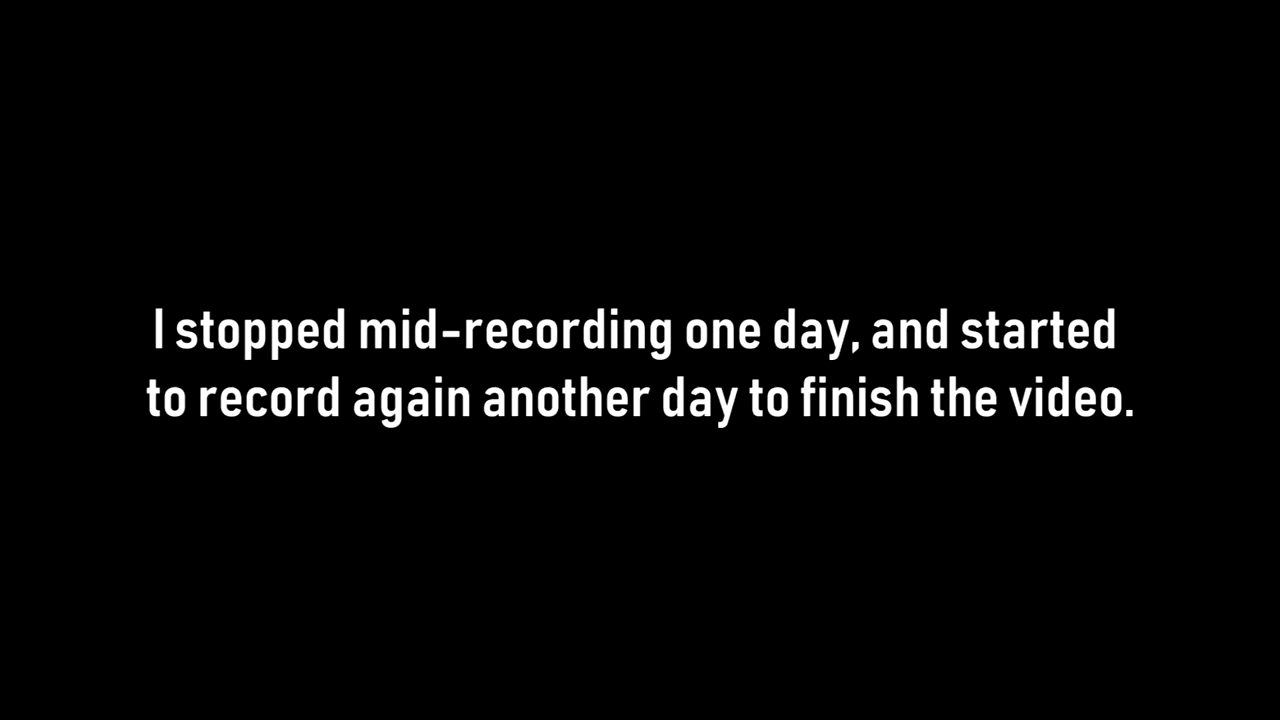 I stopped mid-recording one day, and started
to record again another day to finish the video.